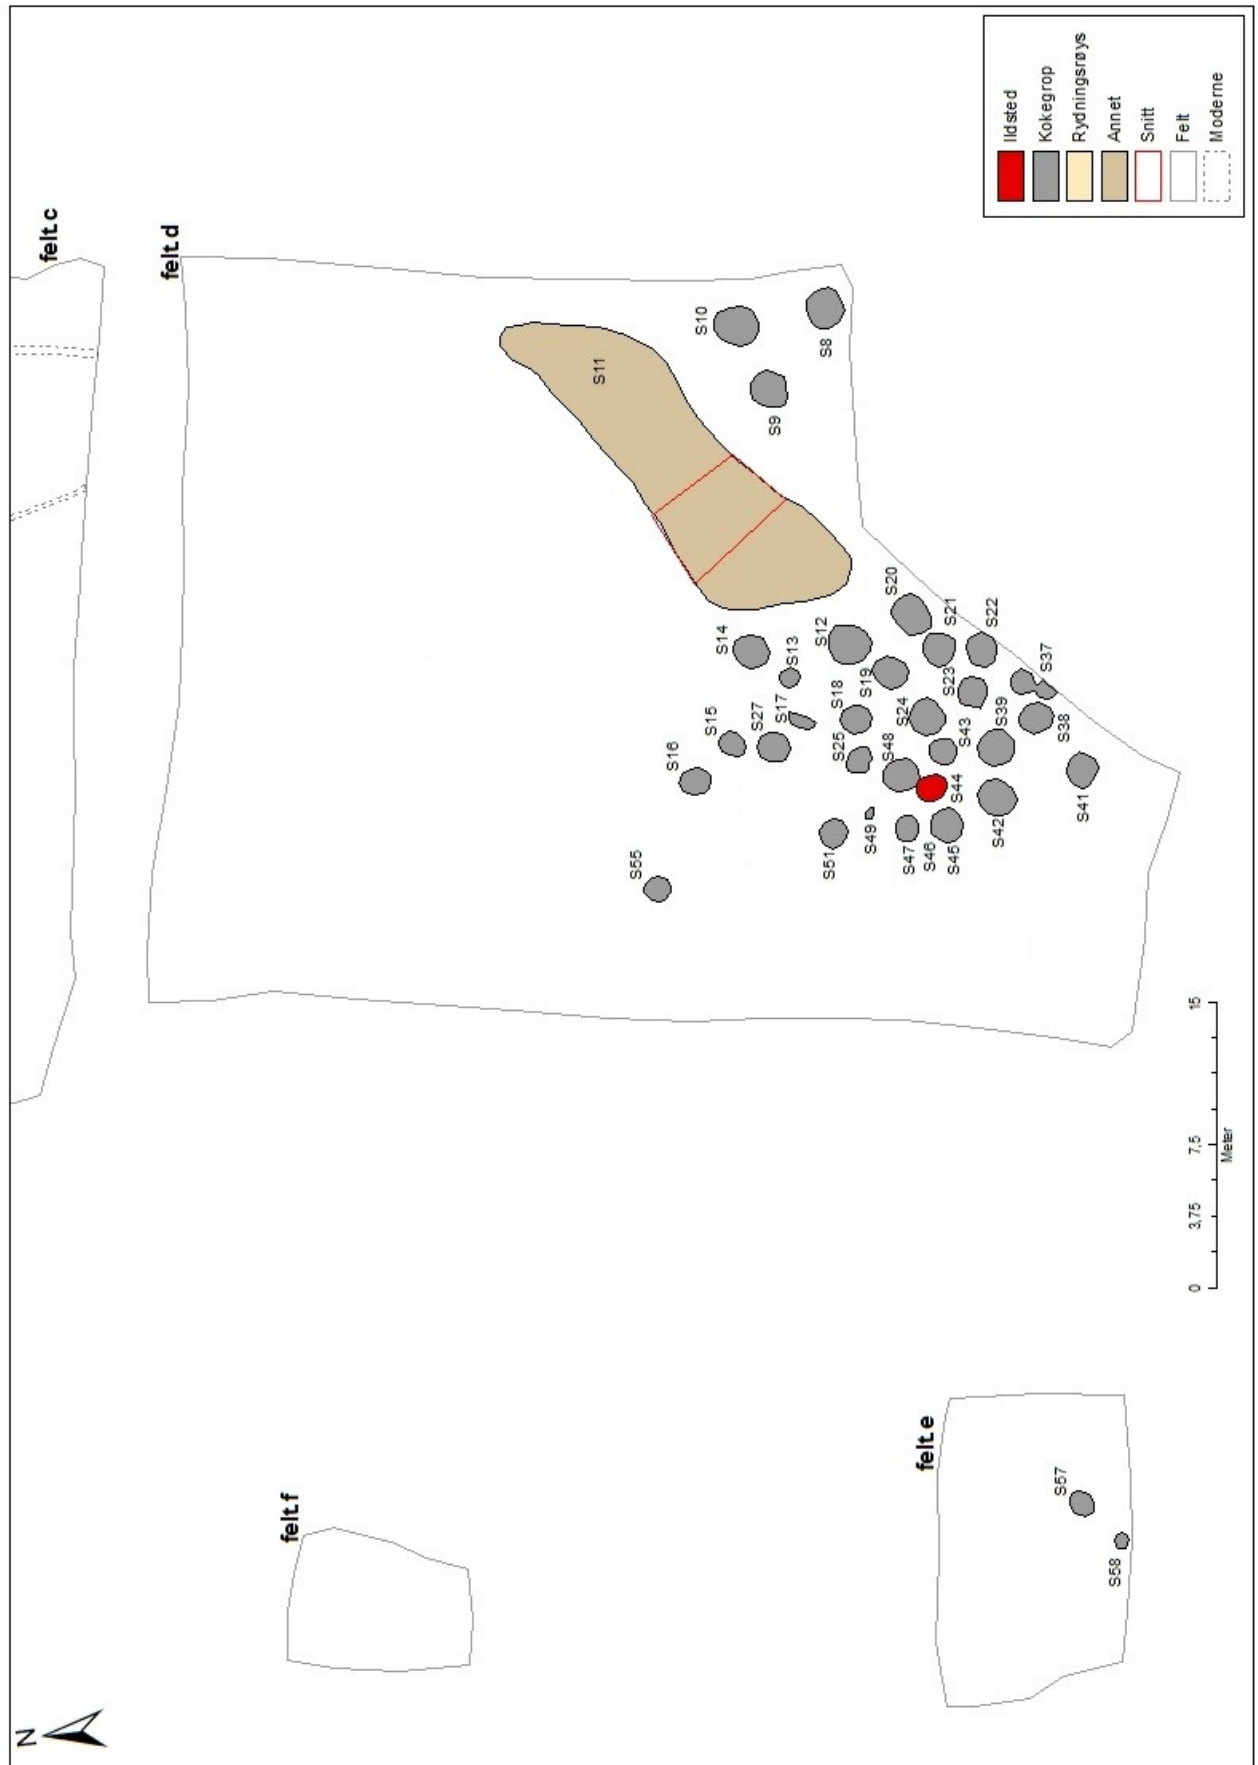 N
felt.c
felt.d
felt.f
felt.e
S10
S8
S9
S11
S14
S13
S12
S20
S21
S22
S19
S18
S17
S27
S15
S16
S23
S37
S24
S39
S38
S43
S25
S48
S44
S41
S42
S49
S51
S47
S46
S45
S55
S57
S58
0 3,75 7,5 15
Meter
Ildsted
Kokegrop
Rydningsrøys
Annet
Snitt
Felt
Moderne